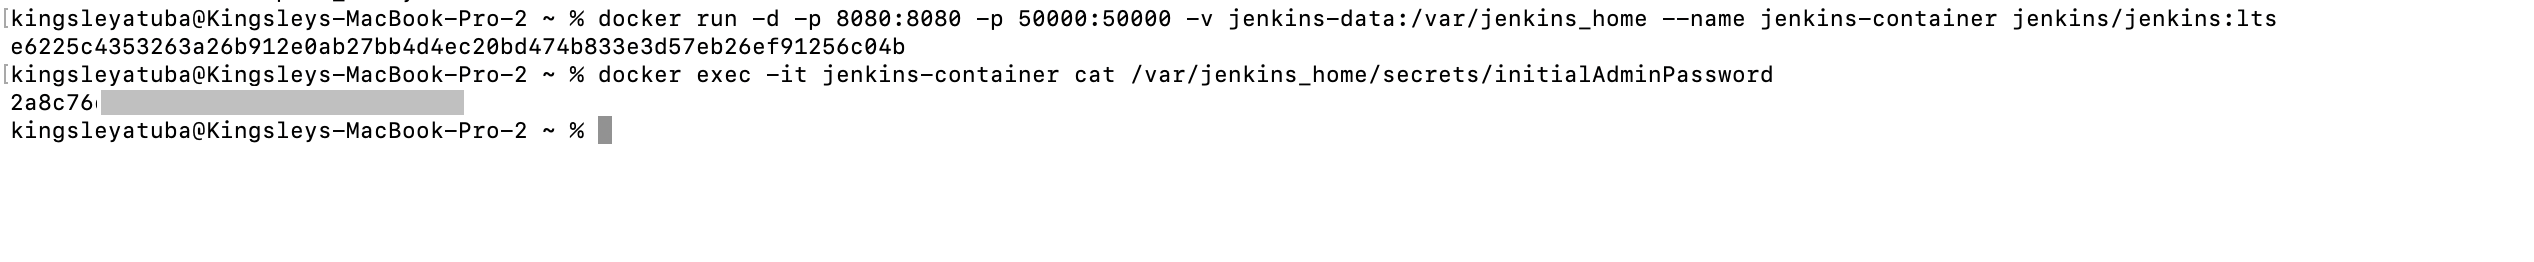 kingsleyatuba@Kingsleys-MacBook-Pro-2 ~ % docker run -d -p 8080:8080 -p 50000:50000 -v jenkins-data:/var/jenkins_home --name jenkins-container jenkins/jenkins:lts
e6225c4353263a26b912e0ab27bb4d4ec20bd474b833e3d57eb26ef91256c04b
kingsleyatuba@Kingsleys-MacBook-Pro-2 ~ % docker exec -it jenkins-container cat /var/jenkins_home/secrets/initialAdminPassword
2a8c76
kingsleyatuba@Kingsleys-MacBook-Pro-2 ~ %